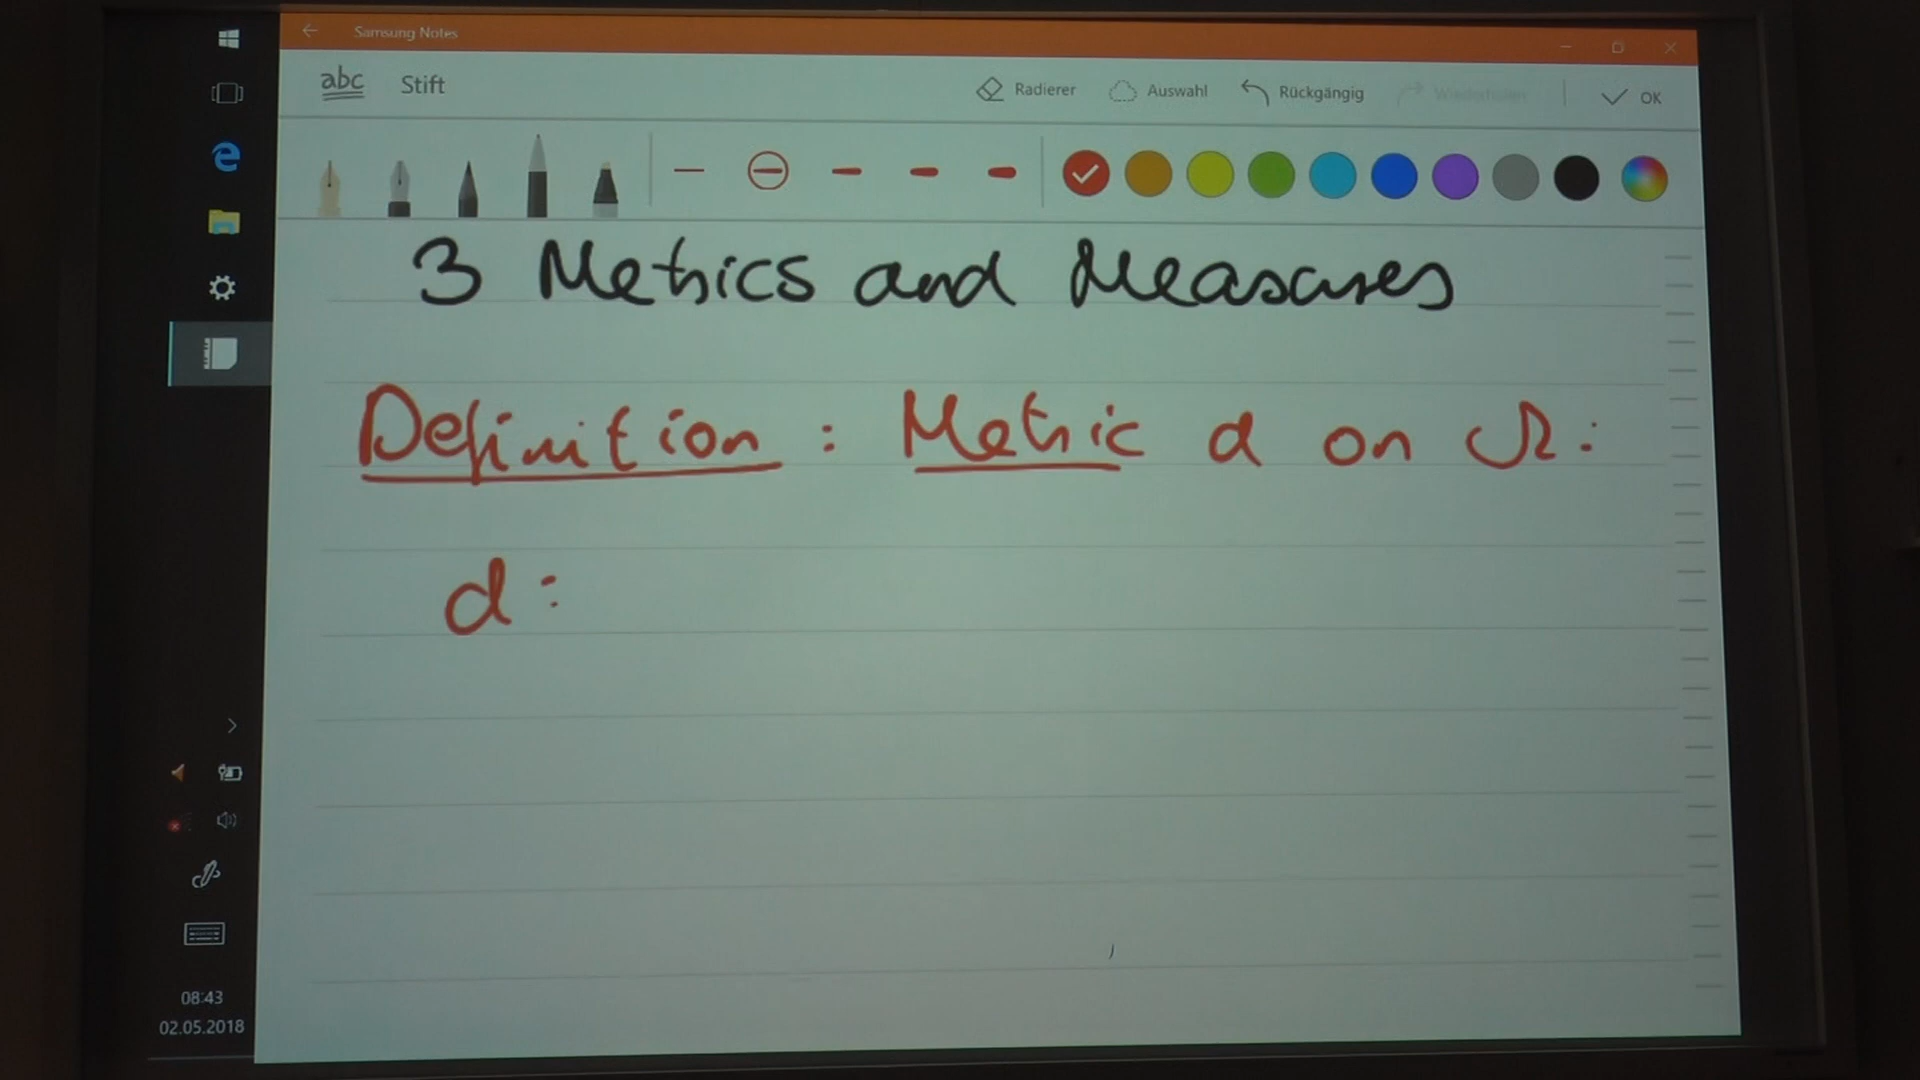 Samsung Notes
abc Stift Radierer Auswahl Rückgängig Wiederholen OK
3 Metrics and Measures
Definition : Metric d on Ω :
d :
08:43
02.05.2018